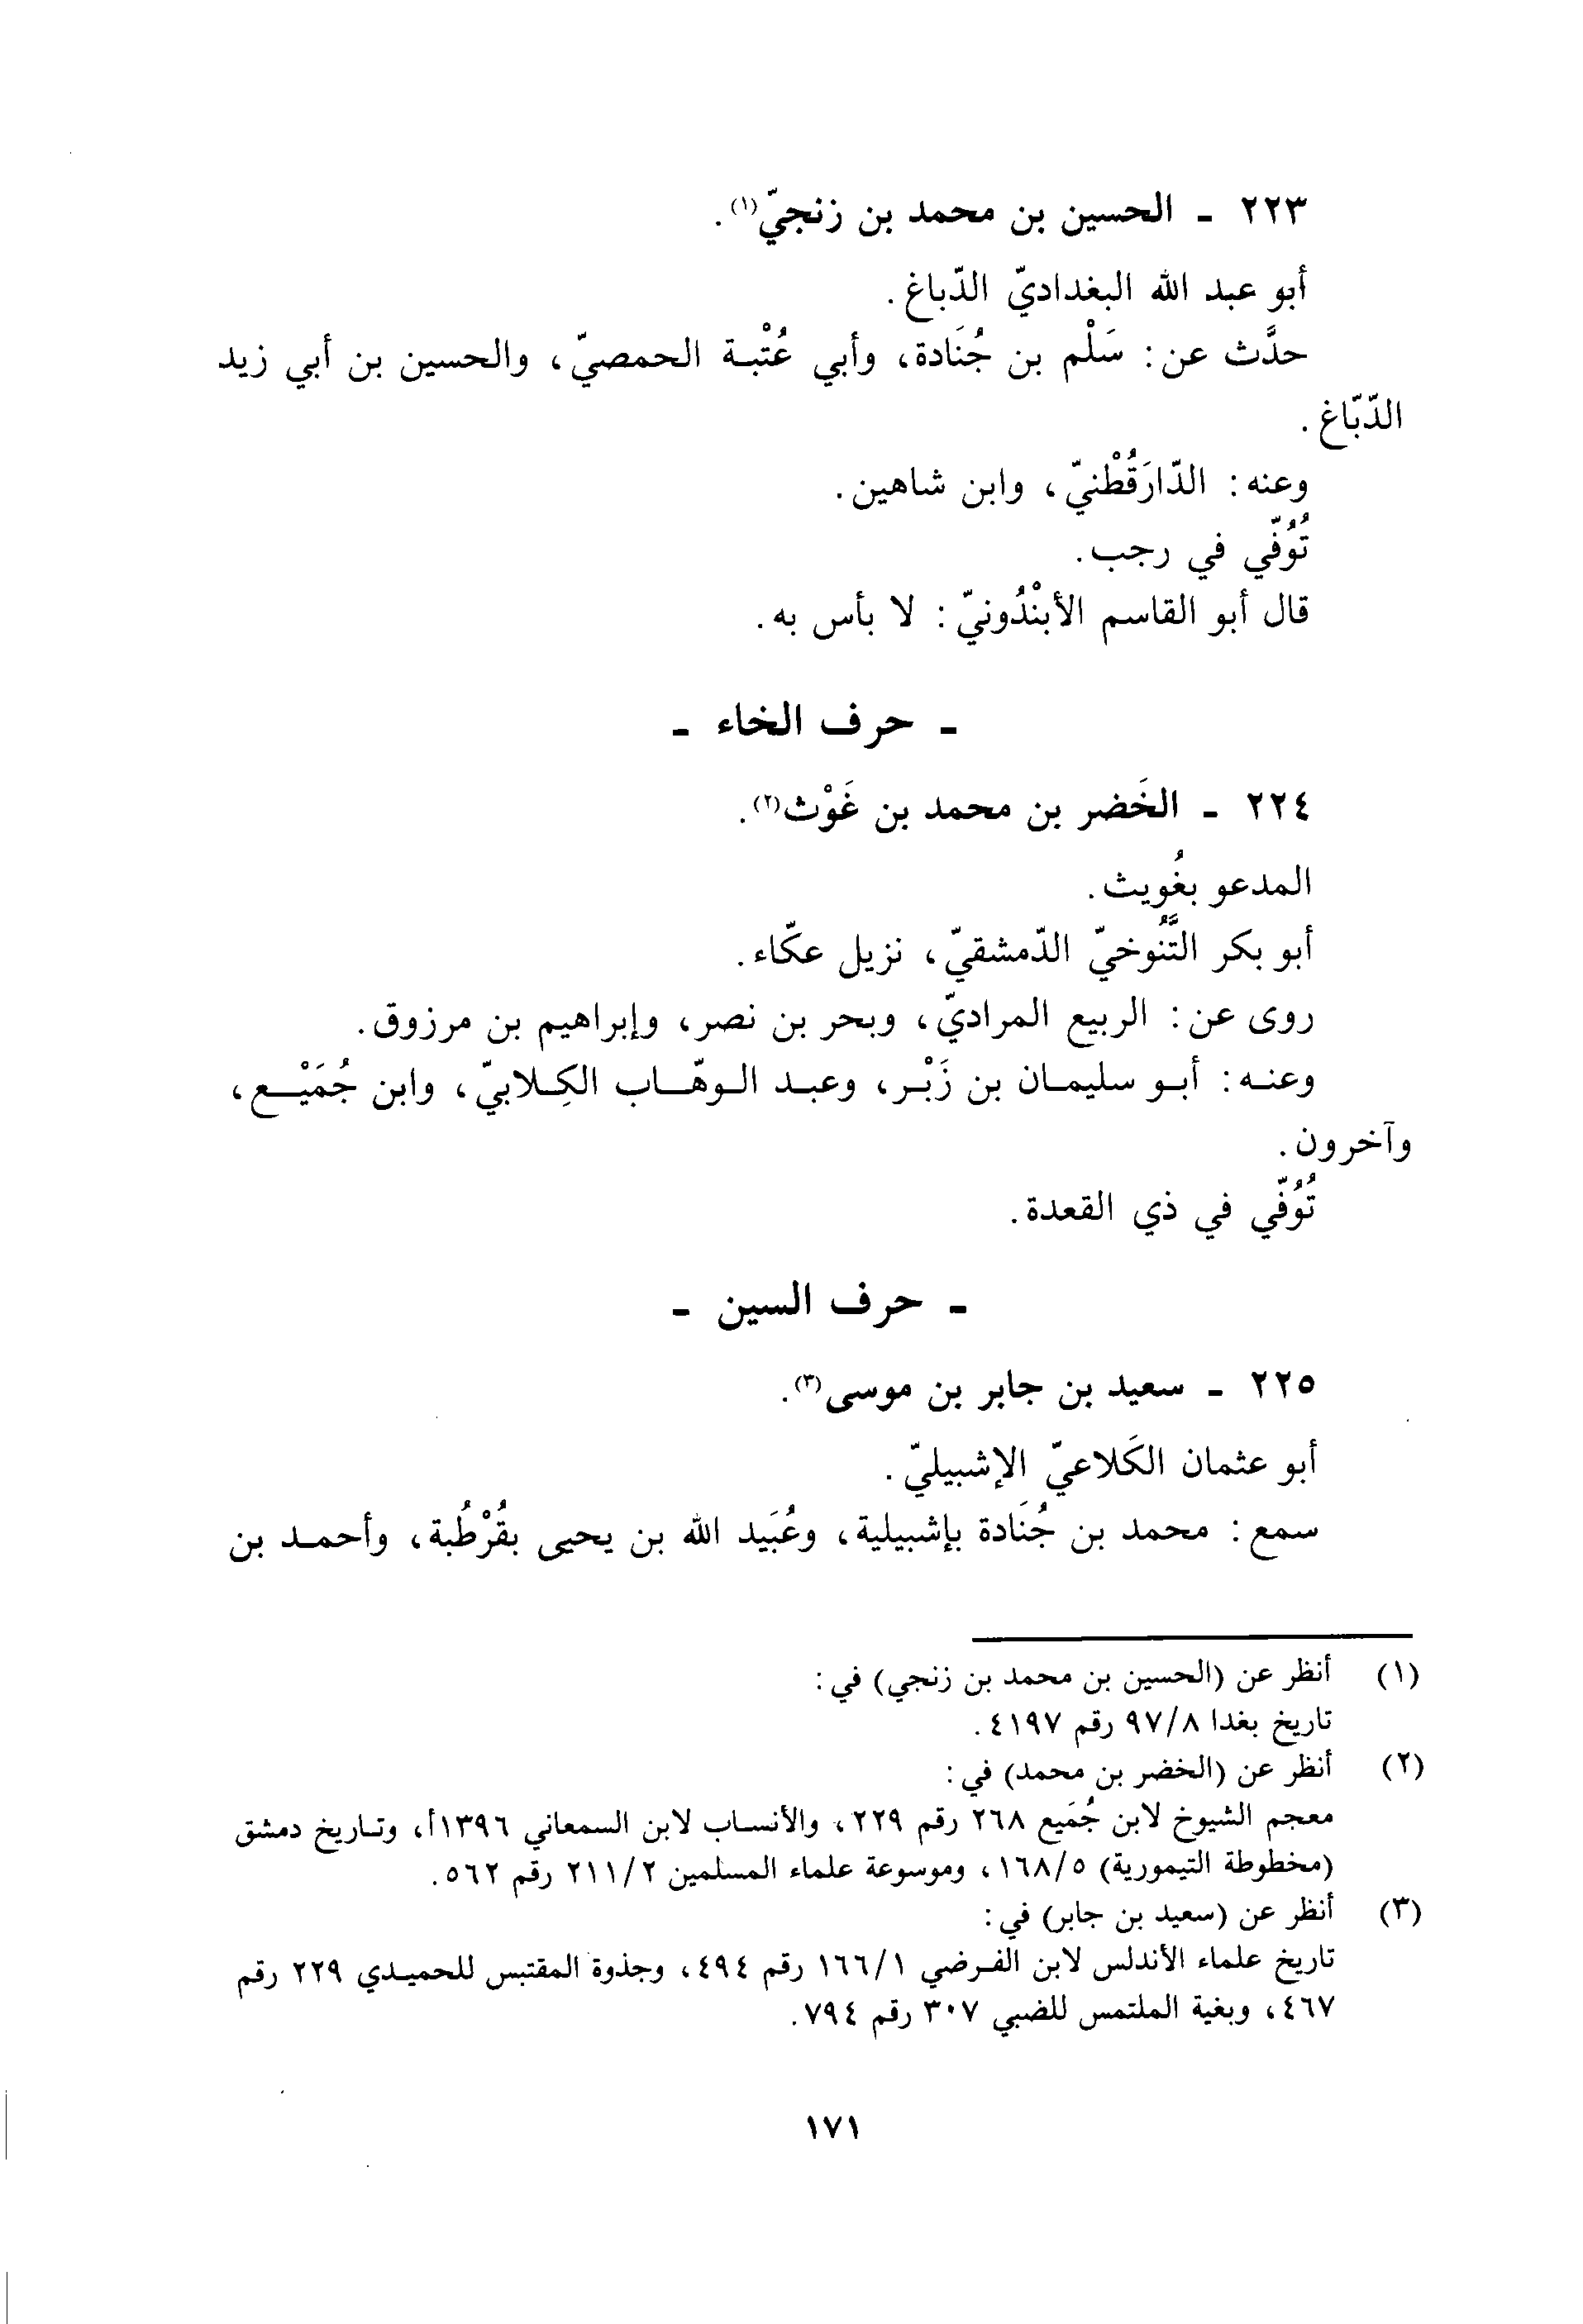 ٢٢٣ - الحسين بن محمد بن زنجيّ(١).
أبو عبد الله البغداديّ الدّباغ.
حدَّث عن: سَلْم بن جُنَادة، وأبي عُتْبة الحمصيّ، والحسين بن أبي زيد
الدّبّاغ.
وعنه: الدّارَقُطْنيّ، وابن شاهين.
تُوُفّي في رجب.
قال أبو القاسم الأبنْدُونيّ: لا بأس به.
- حرف الخاء -
٢٢٤ - الخَضر بن محمد بن غَوْث(٢).
المدعو بغُويث.
أبو بكر التَّنُوخيّ الدّمشقيّ، نزيل عكّاء.
روى عن: الربيع المراديّ، وبحر بن نصر، وإبراهيم بن مرزوق.
وعنه: أبو سليمان بن زَبْر، وعبد الوهّاب الكِلابيّ، وابن جُمَيْع،
وآخرون.
تُوُفّي في ذي القعدة.
- حرف السين -
٢٢٥ - سعيد بن جابر بن موسى(٣).
أبو عثمان الكَلاعيّ الإشبيليّ.
سمع: محمد بن جُنَادة بإشبيلية، وعُبَيد الله بن يحيى بقُرْطُبة، وأحمد بن
(١) أنظر عن (الحسين بن محمد بن زنجي) في:
تاريخ بغدا ٩٧/٨ رقم ٤١٩٧.
(٢) أنظر عن (الخضر بن محمد) في:
معجم الشيوخ لابن جُمَيع ٢٦٨ رقم ٢٢٩، والأنساب لابن السمعاني ١٣٩٦أ، وتاريخ دمشق
(مخطوطة التيمورية) ١٦٨/٥، وموسوعة علماء المسلمين ٢١١/٢ رقم ٥٦٢.
(٣) أنظر عن (سعيد بن جابر) في:
تاريخ علماء الأندلس لابن الفرضي ١٦٦/١ رقم ٤٩٤، وجذوة المقتبس للحميدي ٢٢٩ رقم
٤٦٧، وبغية الملتمس للضبي ٣٠٧ رقم ٧٩٤.
١٧١